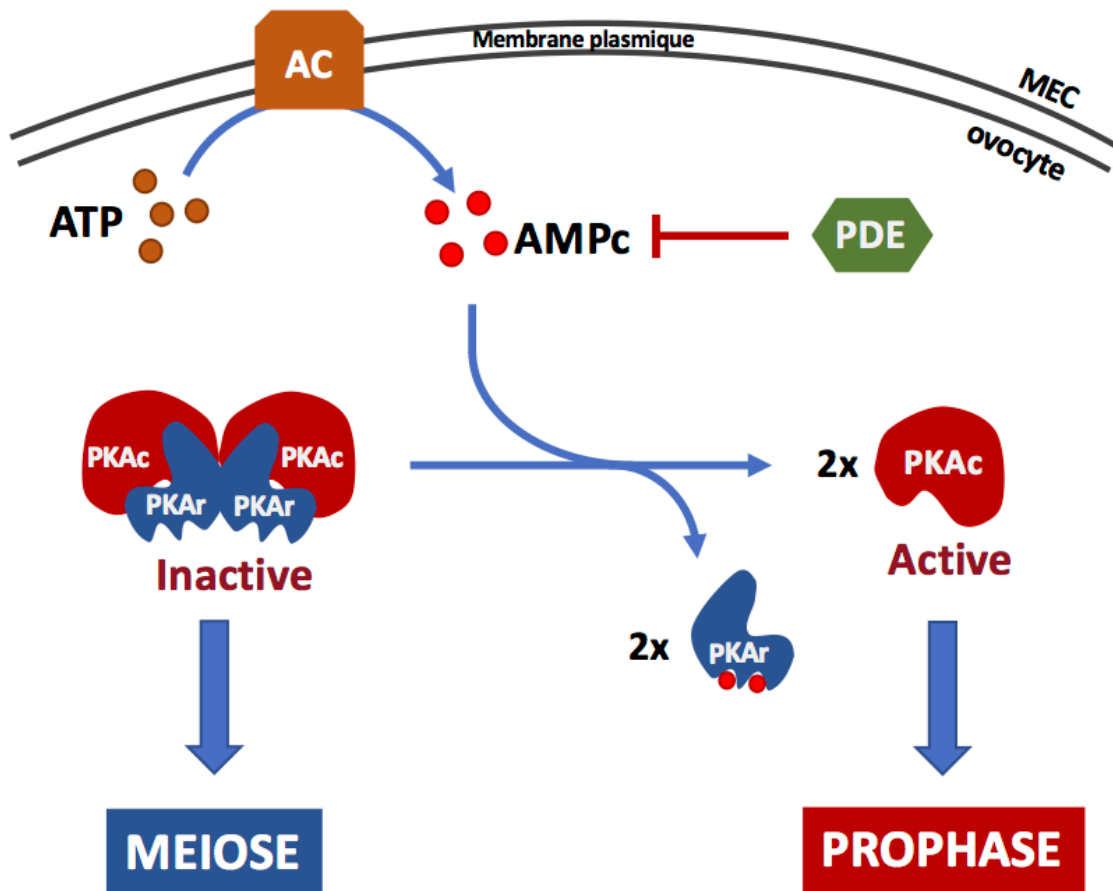 AC
Membrane plasmique
MEC
ovocyte
ATP
AMPc
PDE
PKAc
PKAc
PKAr
PKAr
Inactive
2x
PKAc
Active
2x
PKAr
MEIOSE
PROPHASE